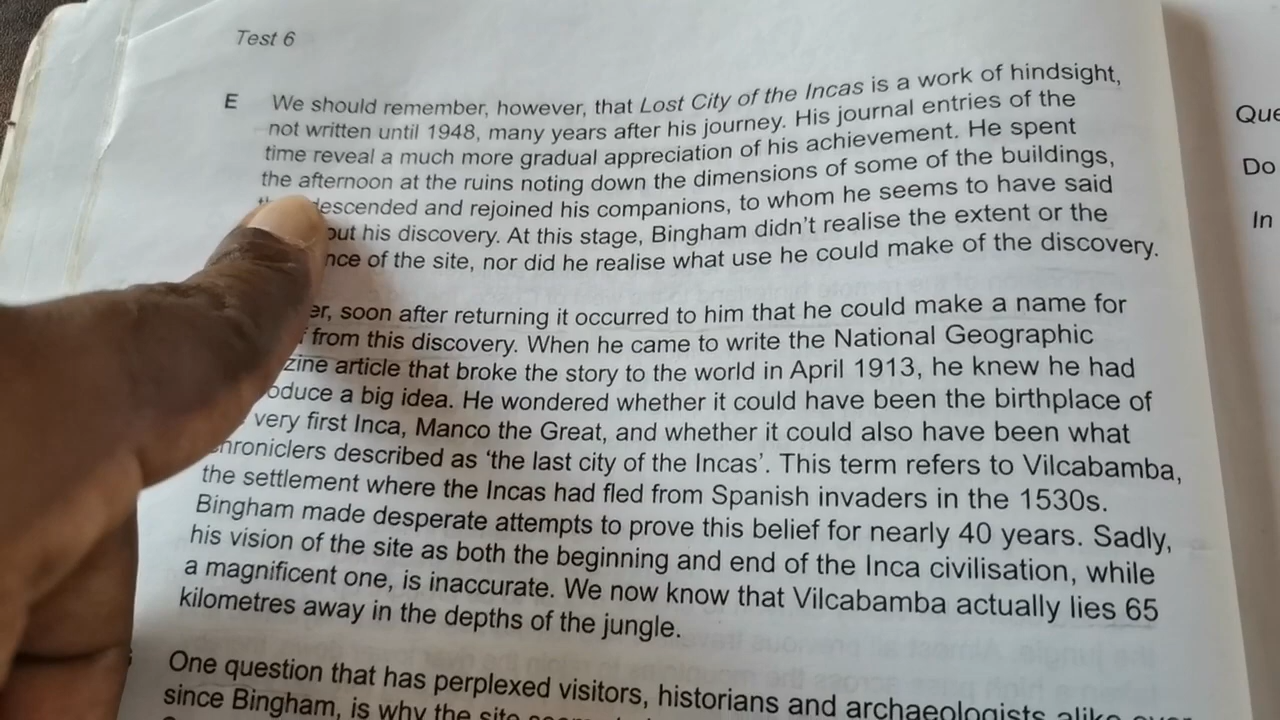 Test 6
E We should remember, however, that Lost City of the Incas is a work of hindsight,
not written until 1948, many years after his journey. His journal entries of the
time reveal a much more gradual appreciation of his achievement. He spent
the afternoon at the ruins noting down the dimensions of some of the buildings,
descended and rejoined his companions, to whom he seems to have said
his discovery. At this stage, Bingham didn't realise the extent or the
of the site, nor did he realise what use he could make of the discovery.
soon after returning it occurred to him that he could make a name for
from this discovery. When he came to write the National Geographic
article that broke the story to the world in April 1913, he knew he had
a big idea. He wondered whether it could have been the birthplace of
very first Inca, Manco the Great, and whether it could also have been what
chroniclers described as 'the last city of the Incas'. This term refers to Vilcabamba,
the settlement where the Incas had fled from Spanish invaders in the 1530s.
Bingham made desperate attempts to prove this belief for nearly 40 years. Sadly,
his vision of the site as both the beginning and end of the Inca civilisation, while
a magnificent one, is inaccurate. We now know that Vilcabamba actually lies 65
kilometres away in the depths of the jungle.
One question that has perplexed visitors, historians and archaeologists alike
since Bingham, is why the site
Do
In